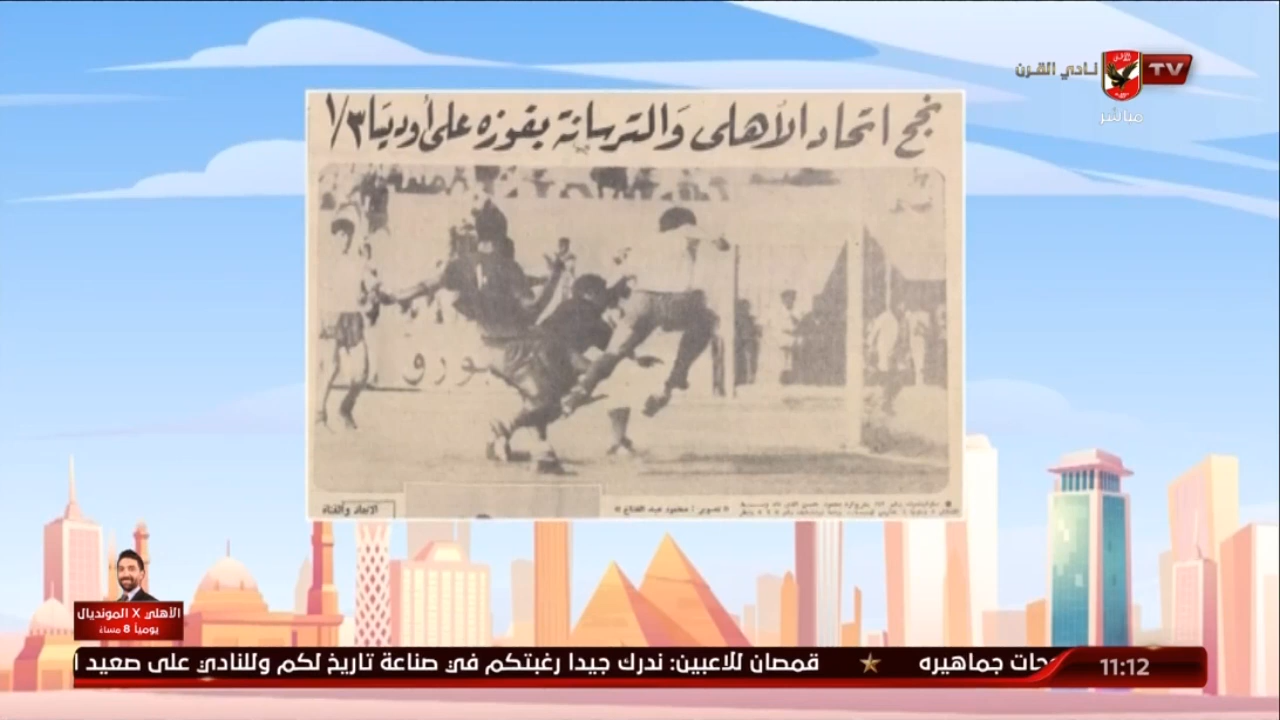 نادي القرن
TV
مباشر
نجح اتحاد الأهلى والترسانة بفوزه على أودينا ٣/١
بورو
« تصوير : محمود عبد الفتاح »
الاتحاد والقناة
الأهلي X المونديال
يومياً 8 مساءً
حات جماهيره ★ قمصان للاعبين: ندرك جيدا رغبتكم في صناعة تاريخ لكم وللنادي على صعيد ا
11:12